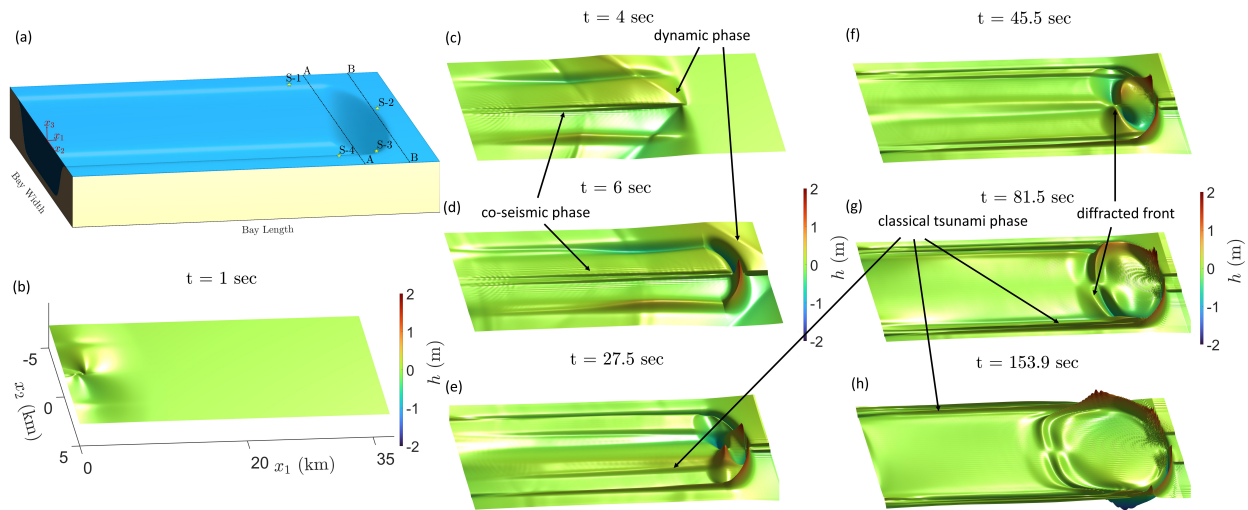 (a)
A
B
S-1
S-2
S-3
S-4
A
B
x₃
x₁
x₂
Bay Width
Bay Length
(b)
t = 1 sec
-5
0
5
x₂ (km)
0
20
x₁ (km)
35
2
1
0
-1
-2
h (m)
t = 4 sec
(c)
dynamic phase
t = 6 sec
(d)
co-seismic phase
2
1
0
-1
-2
h (m)
t = 27.5 sec
(e)
t = 45.5 sec
(f)
t = 81.5 sec
(g)
classical tsunami phase
diffracted front
2
1
0
-1
-2
h (m)
t = 153.9 sec
(h)